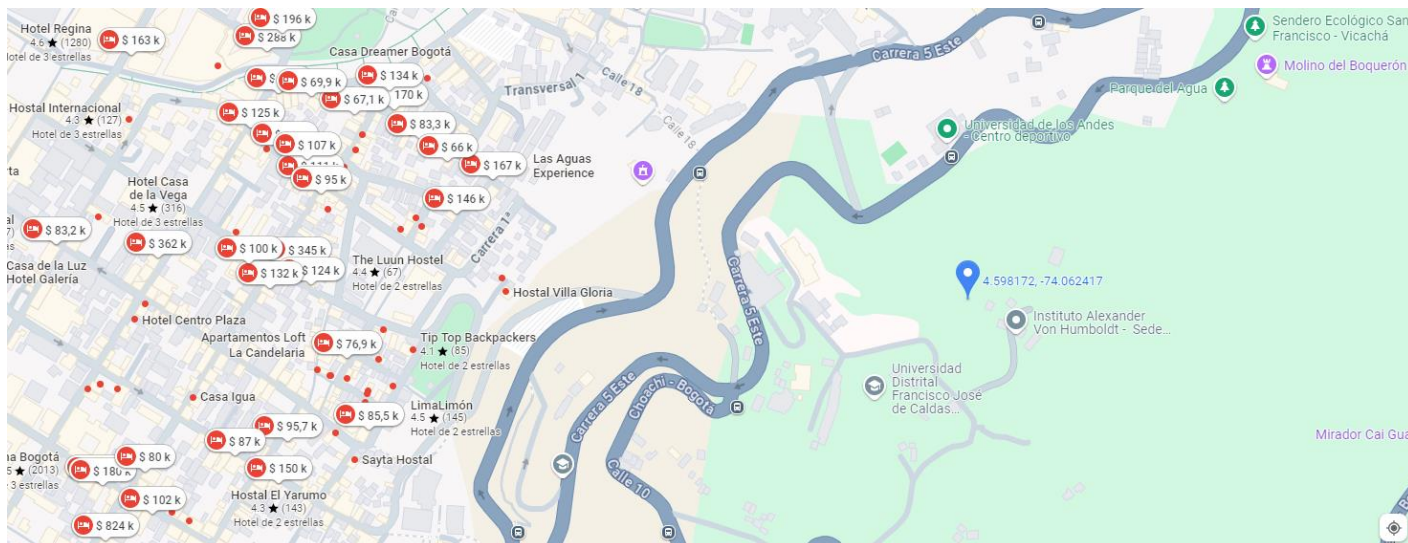 $ 196 k
Hotel Regina
4.6 ★ (1280)
Hotel de 3 estrellas
$ 163 k
$ 286 k
Casa Dreamer Bogotá
$ 134 k
$ 69,9 k
170 k
$ 67,1 k
Hostal Internacional
4.3 ★ (127)
Hotel de 3 estrellas
$ 125 k
$ 83,3 k
$ 107 k
$ 66 k
$ 167 k
$ 95 k
Las Aguas
Experience
Hotel Casa
de la Vega
4.5 ★ (316)
Hotel de 3 estrellas
$ 146 k
$ 83,2 k
$ 362 k
$ 100 k
$ 345 k
$ 132 k
$ 124 k
Casa de la Luz
Hotel Galería
The Luun Hostel
4.4 ★ (67)
Hotel de 2 estrellas
Carrera 1ª
Transversal 1
Calle 18
Calle 18
Hostal Villa Gloria
Hotel Centro Plaza
Apartamentos Loft
La Candelaria
$ 76,9 k
Tip Top Backpackers
4.1 ★ (85)
Hotel de 2 estrellas
Casa Igua
$ 85,5 k
LimaLimón
4.5 ★ (145)
Hotel de 2 estrellas
$ 95,7 k
$ 87 k
Sayta Hostal
$ 80 k
Bogotá
(2013)
3 estrellas
$ 180 k
$ 150 k
Hostal El Yarumo
4.3 ★ (143)
Hotel de 2 estrellas
$ 102 k
$ 824 k
Carrera 5 Este
Carrera 5 Este
Carrera 5 Este
Choachi - Bogota
Calle 10
Sendero Ecológico San
Francisco - Vicachá
Molino del Boquerón
Parque del Agua
Universidad de los Andes
- Centro deportivo
4.598172, -74.062417
Instituto Alexander
Von Humboldt - Sede...
Universidad
Distrital
Francisco José
de Caldas...
Mirador Cai